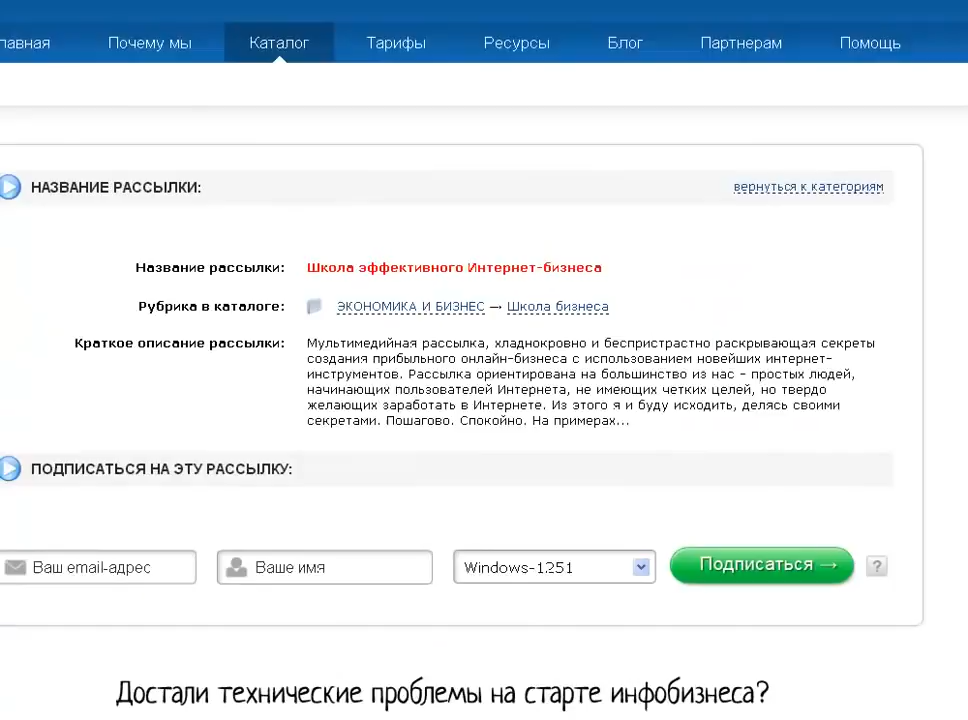 лавная Почему мы Каталог Тарифы Ресурсы Блог Партнерам Помощь
НАЗВАНИЕ РАССЫЛКИ: вернуться к категориям
Название рассылки: Школа эффективного Интернет-бизнеса
Рубрика в каталоге: ЭКОНОМИКА И БИЗНЕС → Школа бизнеса
Краткое описание рассылки: Мультимедийная рассылка, хладнокровно и беспристрастно раскрывающая секреты
создания прибыльного онлайн-бизнеса с использованием новейших интернет-
инструментов. Рассылка ориентирована на большинство из нас - простых людей,
начинающих пользователей Интернета, не имеющих четких целей, но твердо
желающих заработать в Интернете. Из этого я и буду исходить, делясь своими
секретами. Пошагово. Спокойно. На примерах...
ПОДПИСАТЬСЯ НА ЭТУ РАССЫЛКУ:
Ваш email-адрес Ваше имя Windows-1251 Подписаться → ?
Достали технические проблемы на старте инфобизнеса?